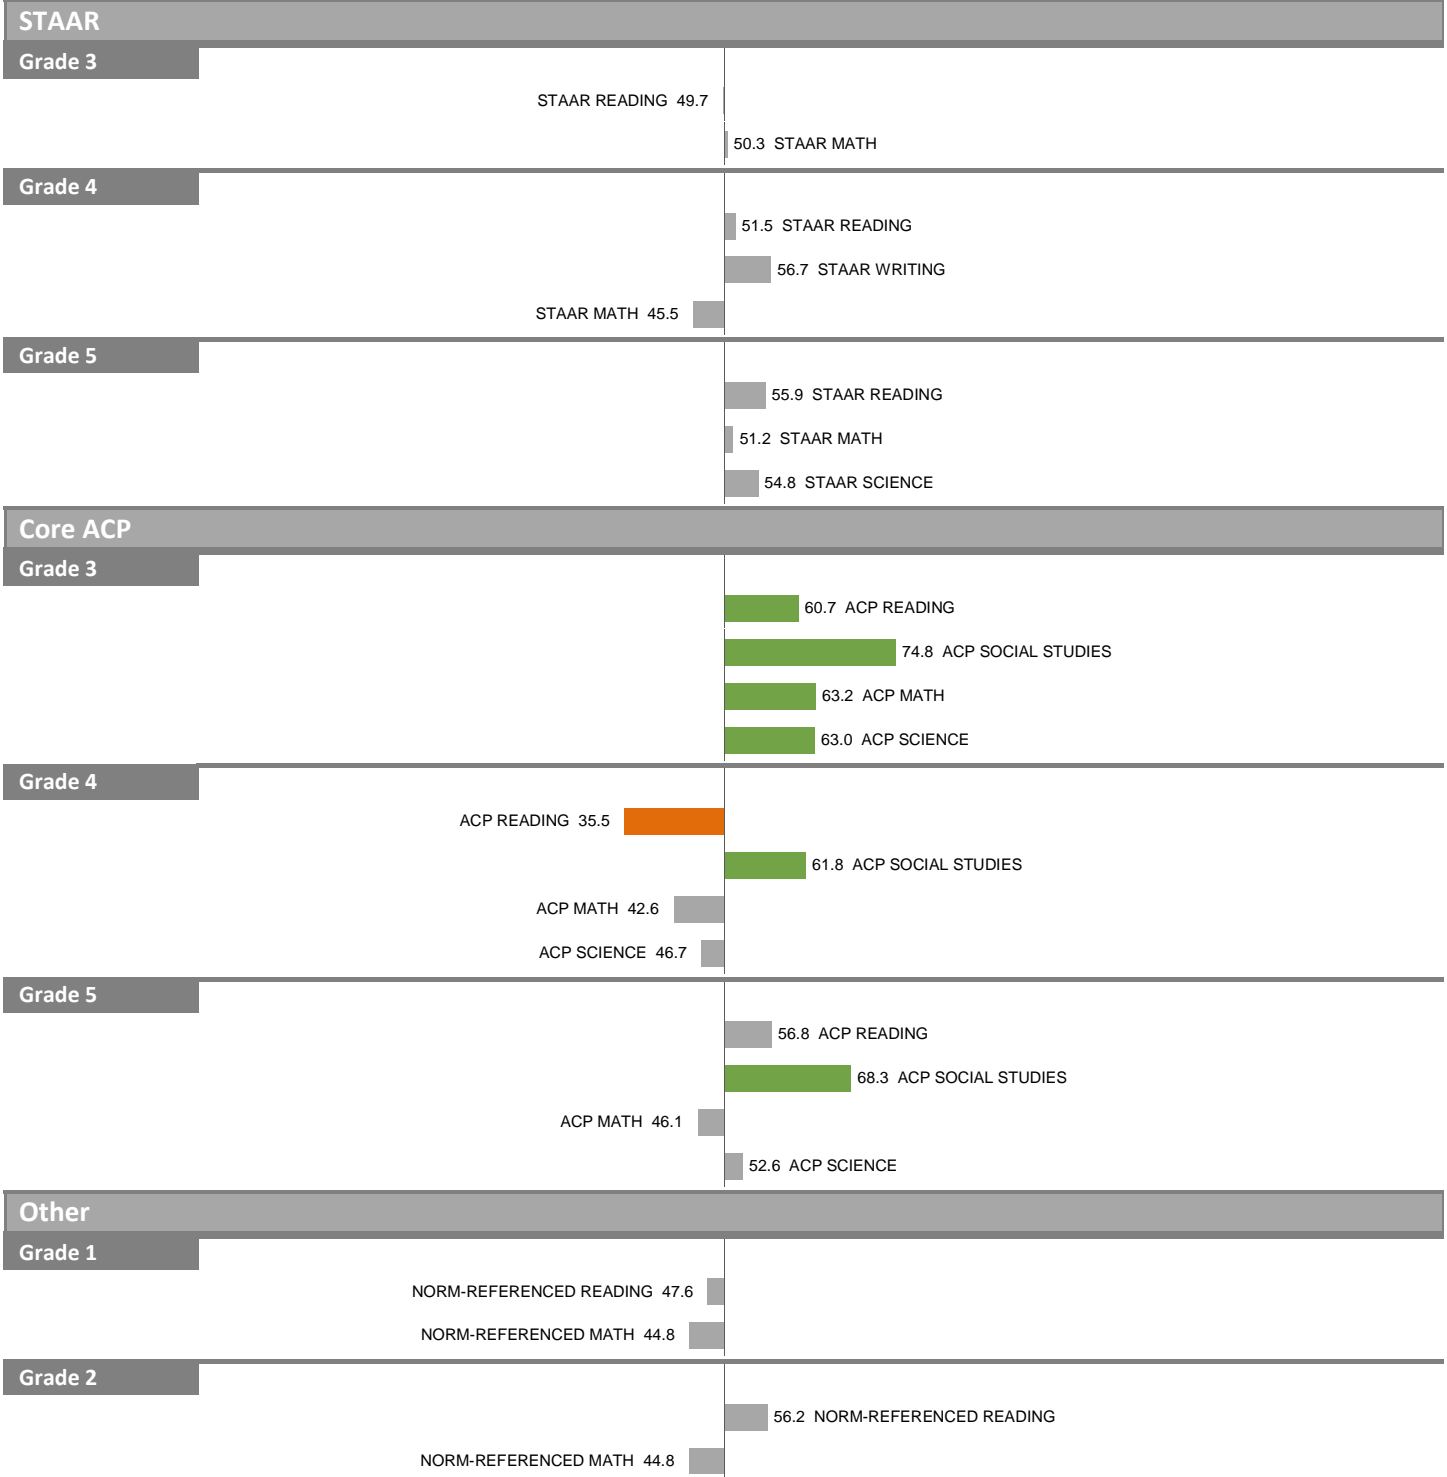 STAAR
Grade 3
STAAR READING 49.7
50.3 STAAR MATH
Grade 4
51.5 STAAR READING
56.7 STAAR WRITING
STAAR MATH 45.5
Grade 5
55.9 STAAR READING
51.2 STAAR MATH
54.8 STAAR SCIENCE
Core ACP
Grade 3
60.7 ACP READING
74.8 ACP SOCIAL STUDIES
63.2 ACP MATH
63.0 ACP SCIENCE
Grade 4
ACP READING 35.5
61.8 ACP SOCIAL STUDIES
ACP MATH 42.6
ACP SCIENCE 46.7
Grade 5
56.8 ACP READING
68.3 ACP SOCIAL STUDIES
ACP MATH 46.1
52.6 ACP SCIENCE
Other
Grade 1
NORM-REFERENCED READING 47.6
NORM-REFERENCED MATH 44.8
Grade 2
56.2 NORM-REFERENCED READING
NORM-REFERENCED MATH 44.8